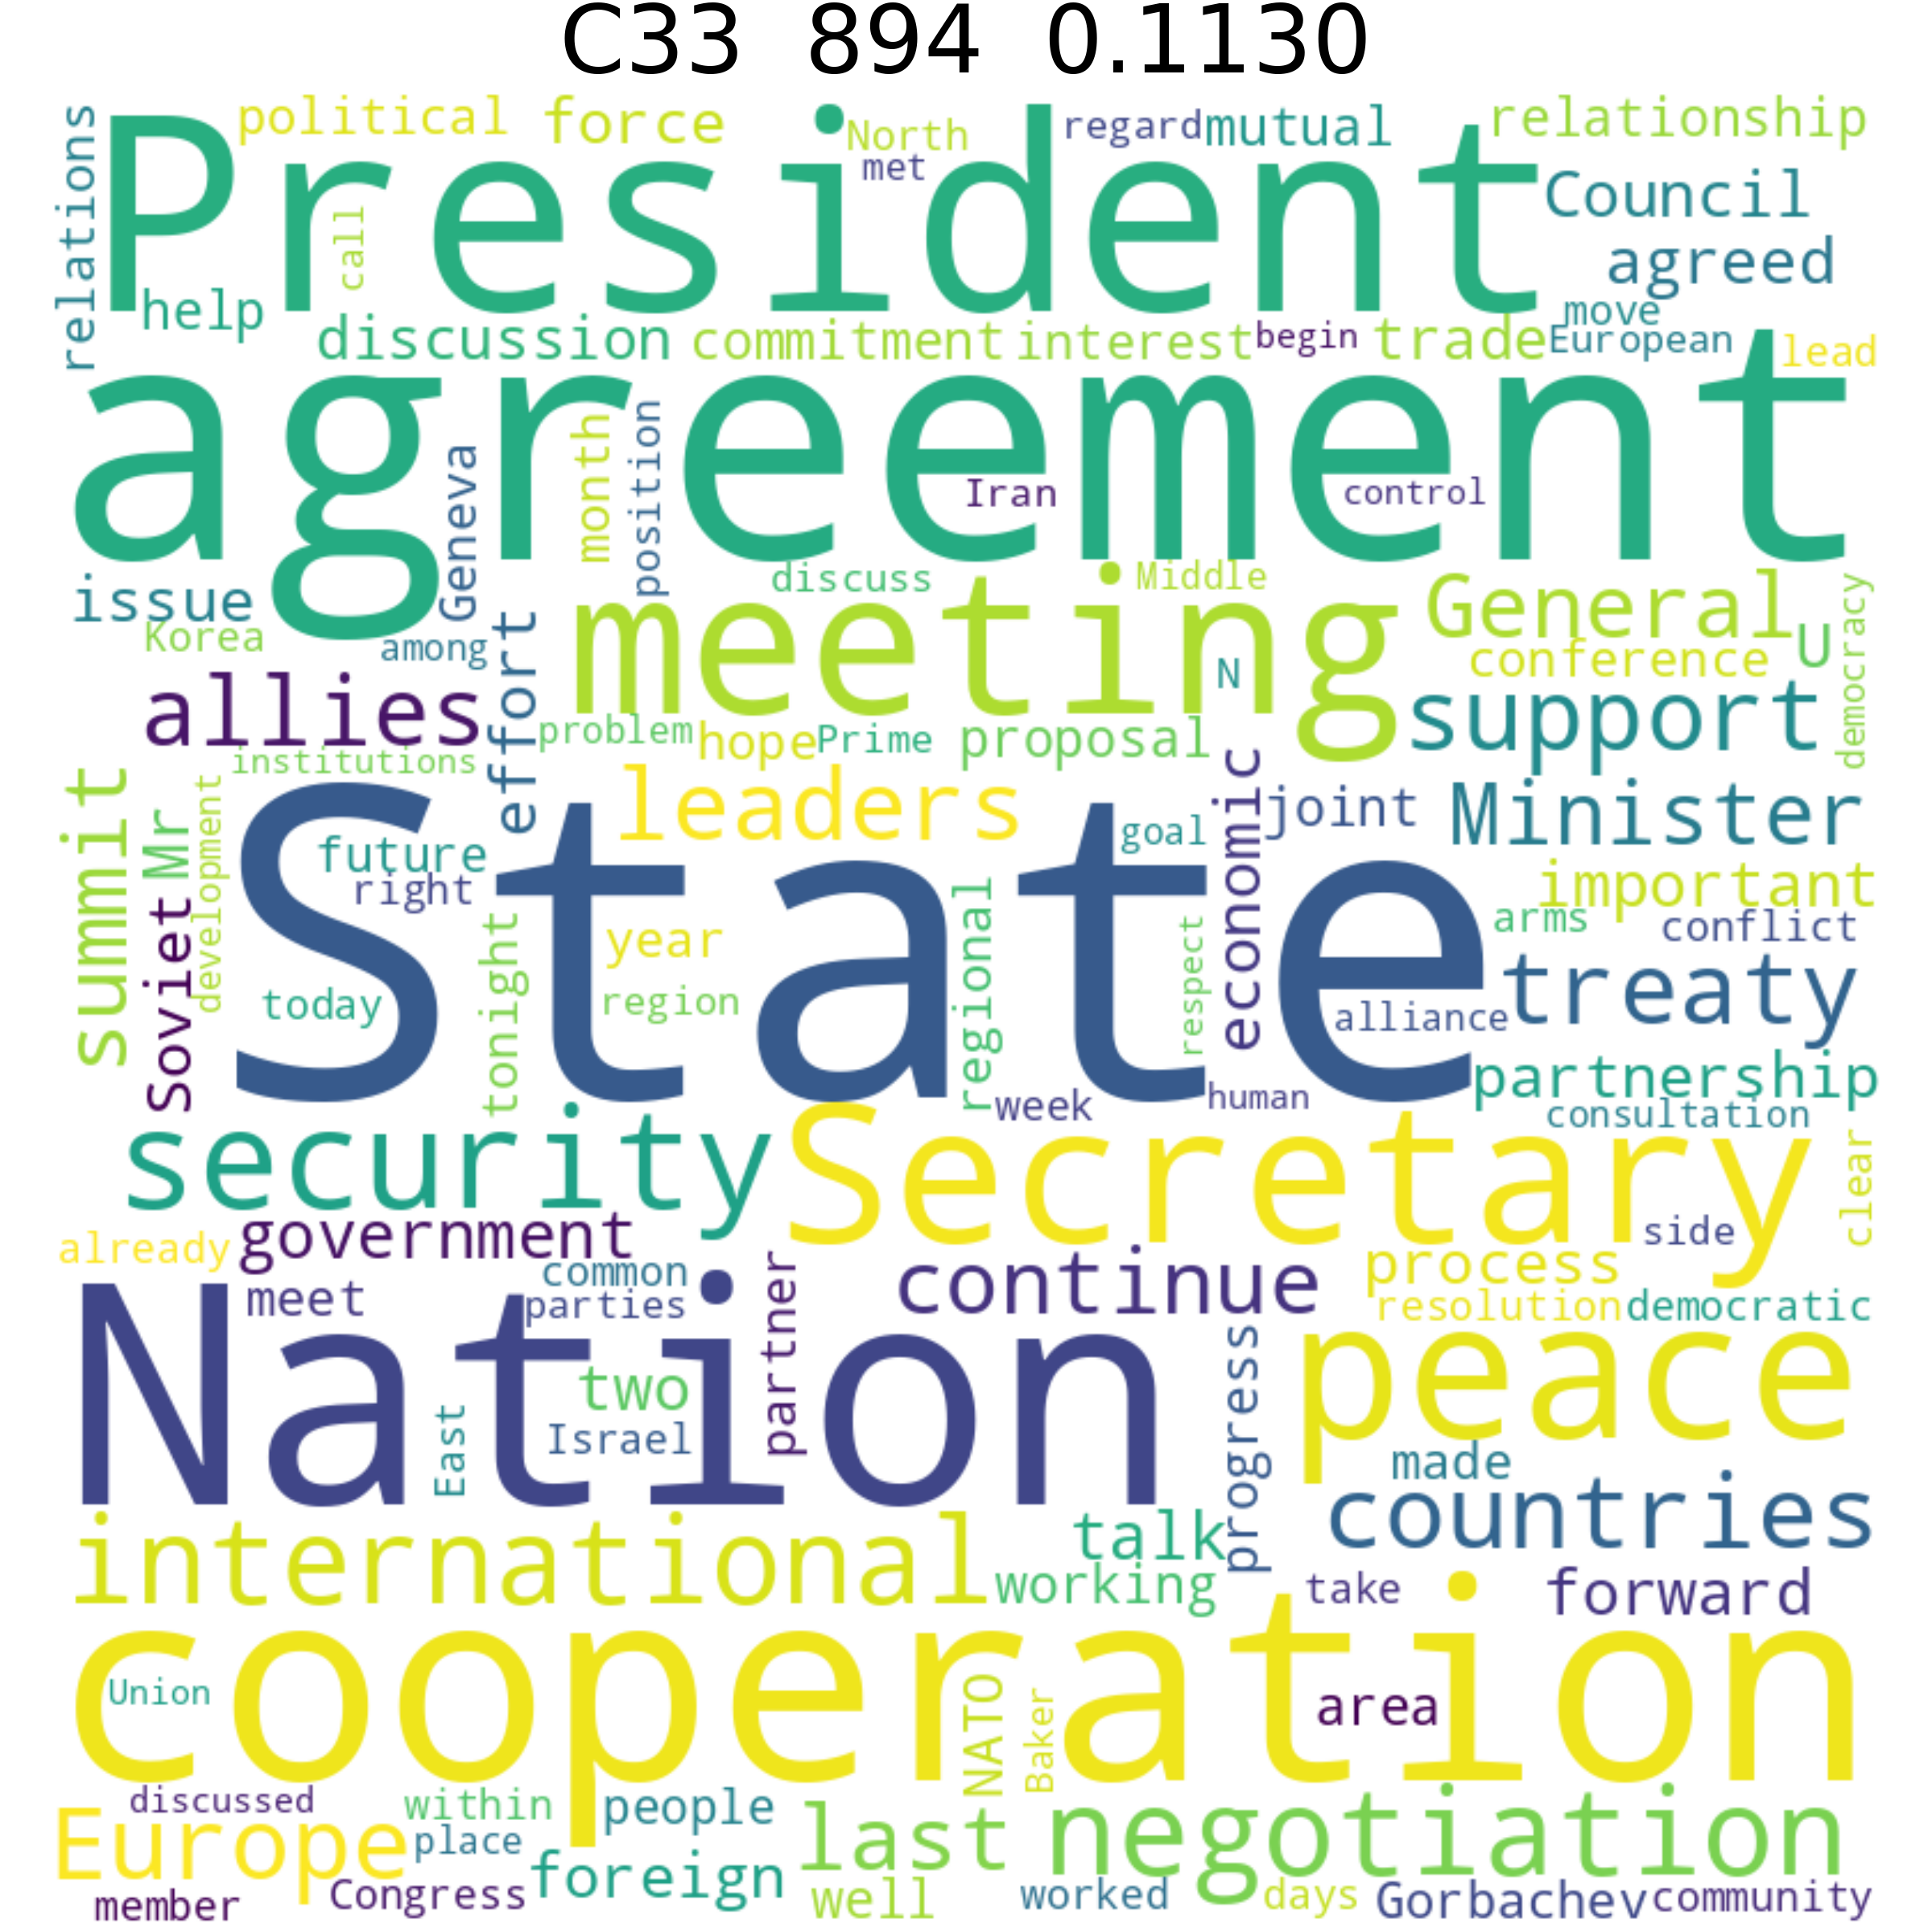 C33 894 0.1130
political force North regard mutual relationship
relations President met Council
call agreed
help move
discussion commitment interest begin trade European lead
agreement
Geneva month position Iran control
issue discuss Middle General democracy
Korea among effort meeting N conference U
allies support
institutions problem hope Prime proposal
summit Mr development leaders economic joint Minister
future goal
State right important
Soviet tonight year regional respect arms conflict
today region alliance treaty
week human partnership
consultation
security Secretary clear
already government side
common continue process
meet parties partner resolution democratic
Nation two progress peace
East Israel made
countries
international talk
working take forward
cooperation
Union NATO Baker area
discussed within people
Europe place last negotiation
foreign
member Congress well worked days Gorbachev community